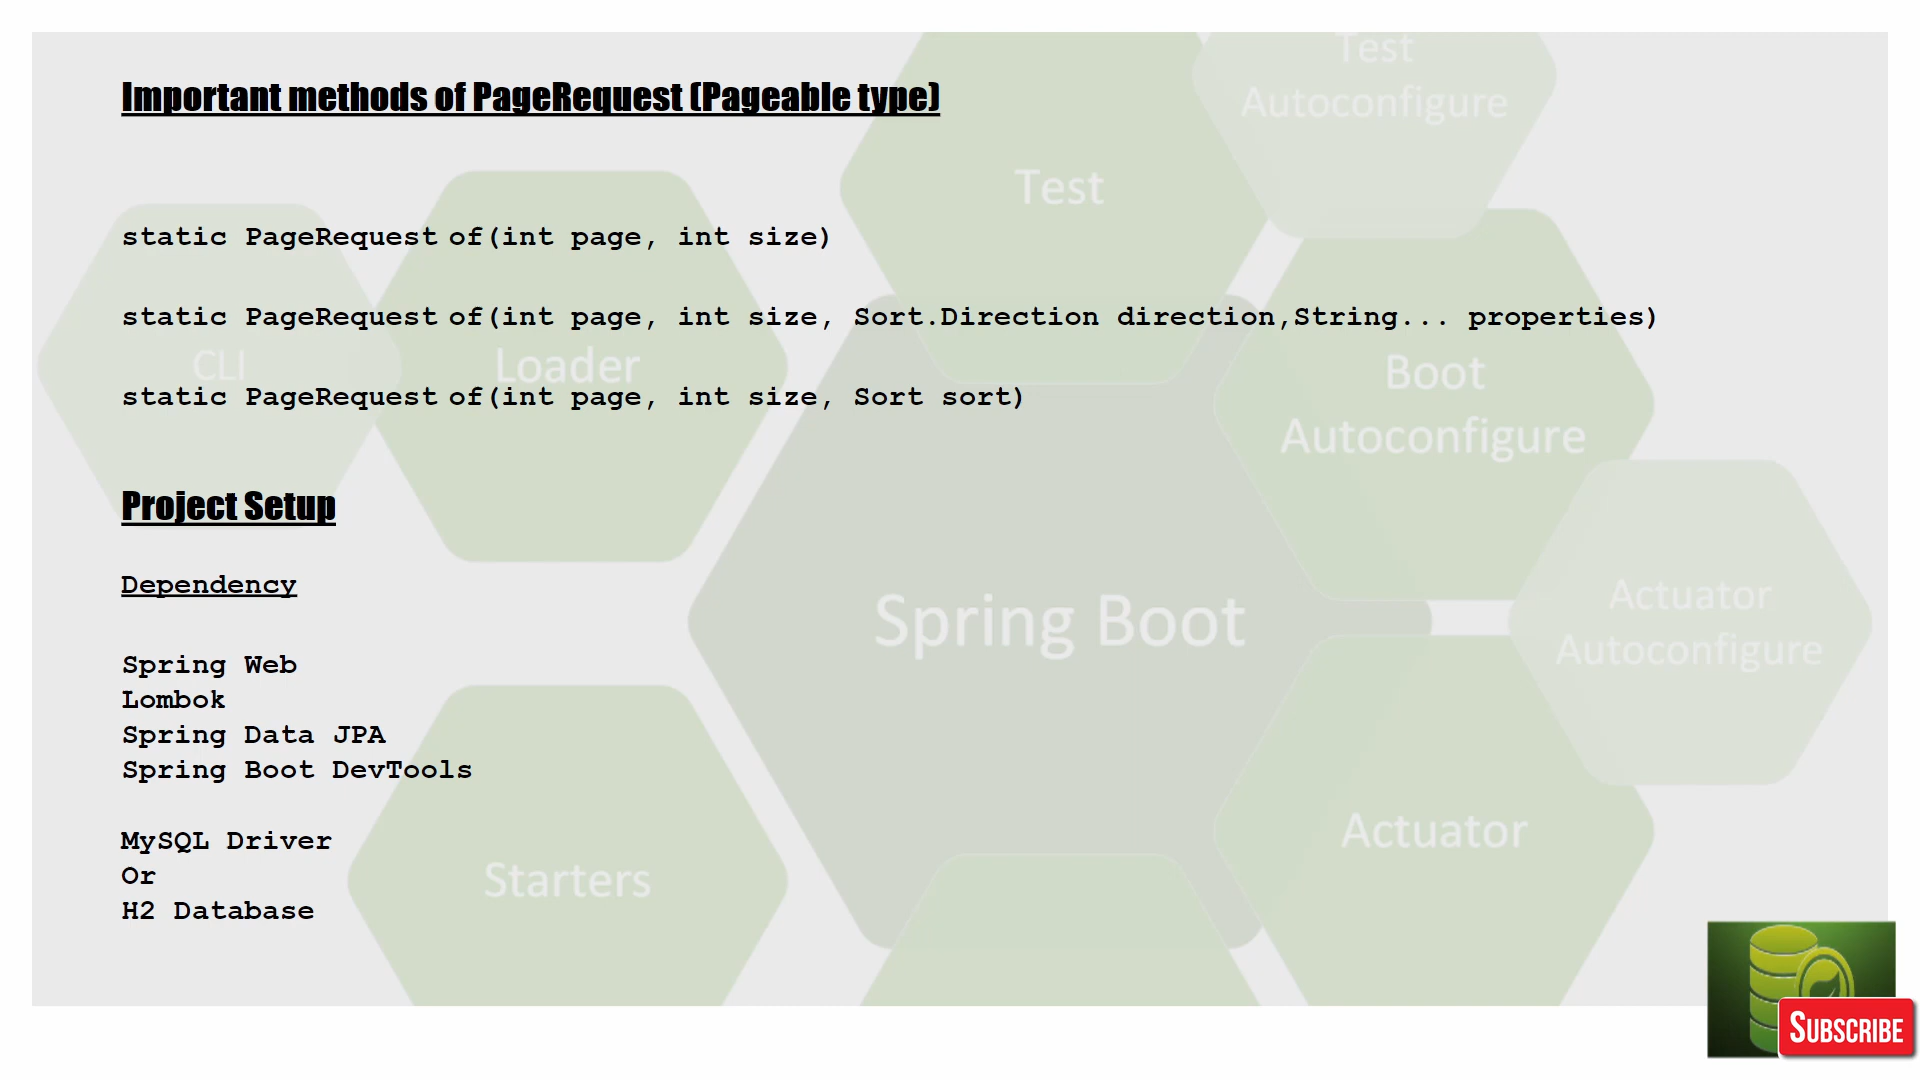 Important methods of PageRequest (Pageable type)
static PageRequest of(int page, int size)
static PageRequest of(int page, int size, Sort.Direction direction,String... properties)
static PageRequest of(int page, int size, Sort sort)
Project Setup
Dependency
Spring Web
Lombok
Spring Data JPA
Spring Boot DevTools
MySQL Driver
Or
H2 Database
Test
Autoconfigure
Test
CLI
Loader
Boot
Autoconfigure
Spring Boot
Actuator
Autoconfigure
Actuator
Starters
SUBSCRIBE